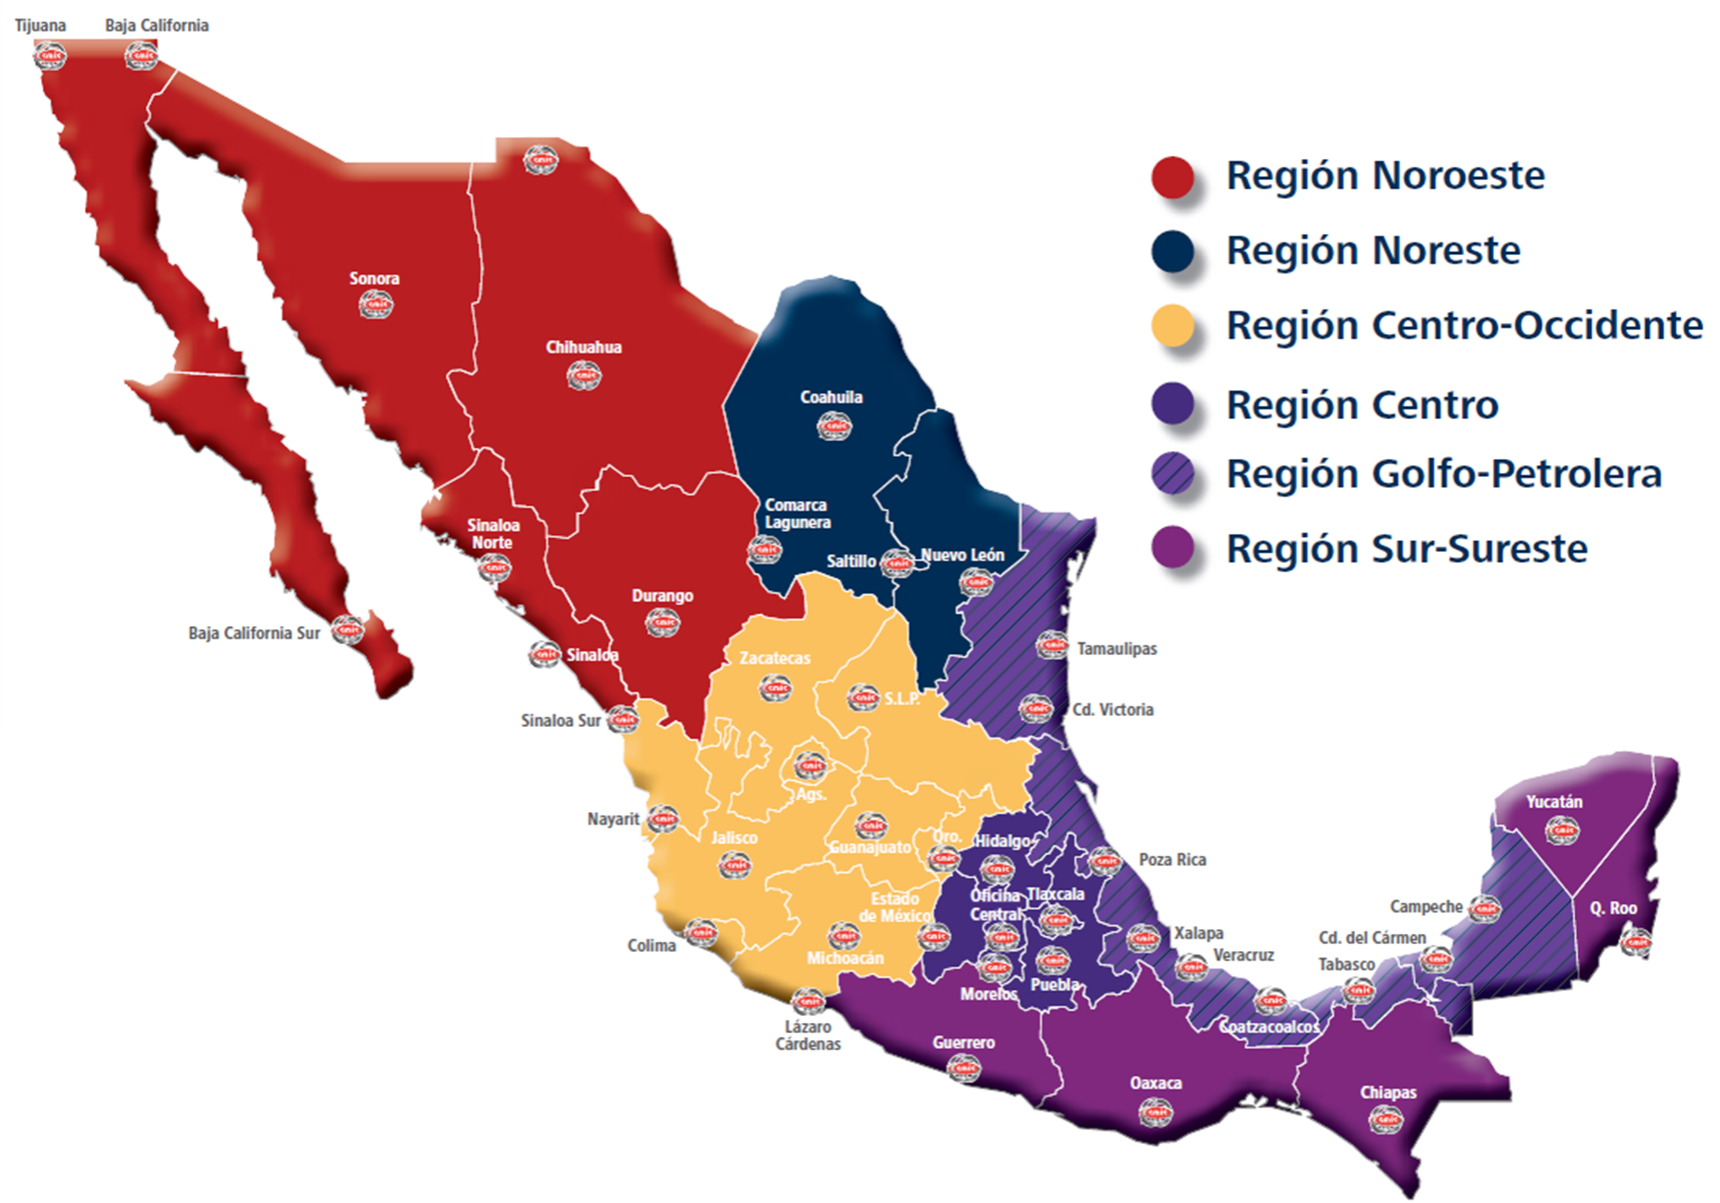 Tijuana
Baja California
Región Noroeste
Región Noreste
Región Centro-Occidente
Región Centro
Región Golfo-Petrolera
Región Sur-Sureste
Sonora
Chihuahua
Coahuila
Comarca
Lagunera
Sinaloa
Norte
Saltillo
Nuevo León
Durango
Baja California Sur
Sinaloa
Tamaulipas
Zacatecas
S.L.P.
Cd. Victoria
Sinaloa Sur
Ags.
Nayarit
Jalisco
Guanajuato
Qro.
Hidalgo
Poza Rica
Yucatán
Estado
de México
Oficina
Central
Tlaxcala
Campeche
Q. Roo
Colima
Michoacán
Xalapa
Veracruz
Cd. del Cármen
Tabasco
Morelos
Puebla
Lázaro
Cárdenas
Coatzacoalcos
Guerrero
Oaxaca
Chiapas